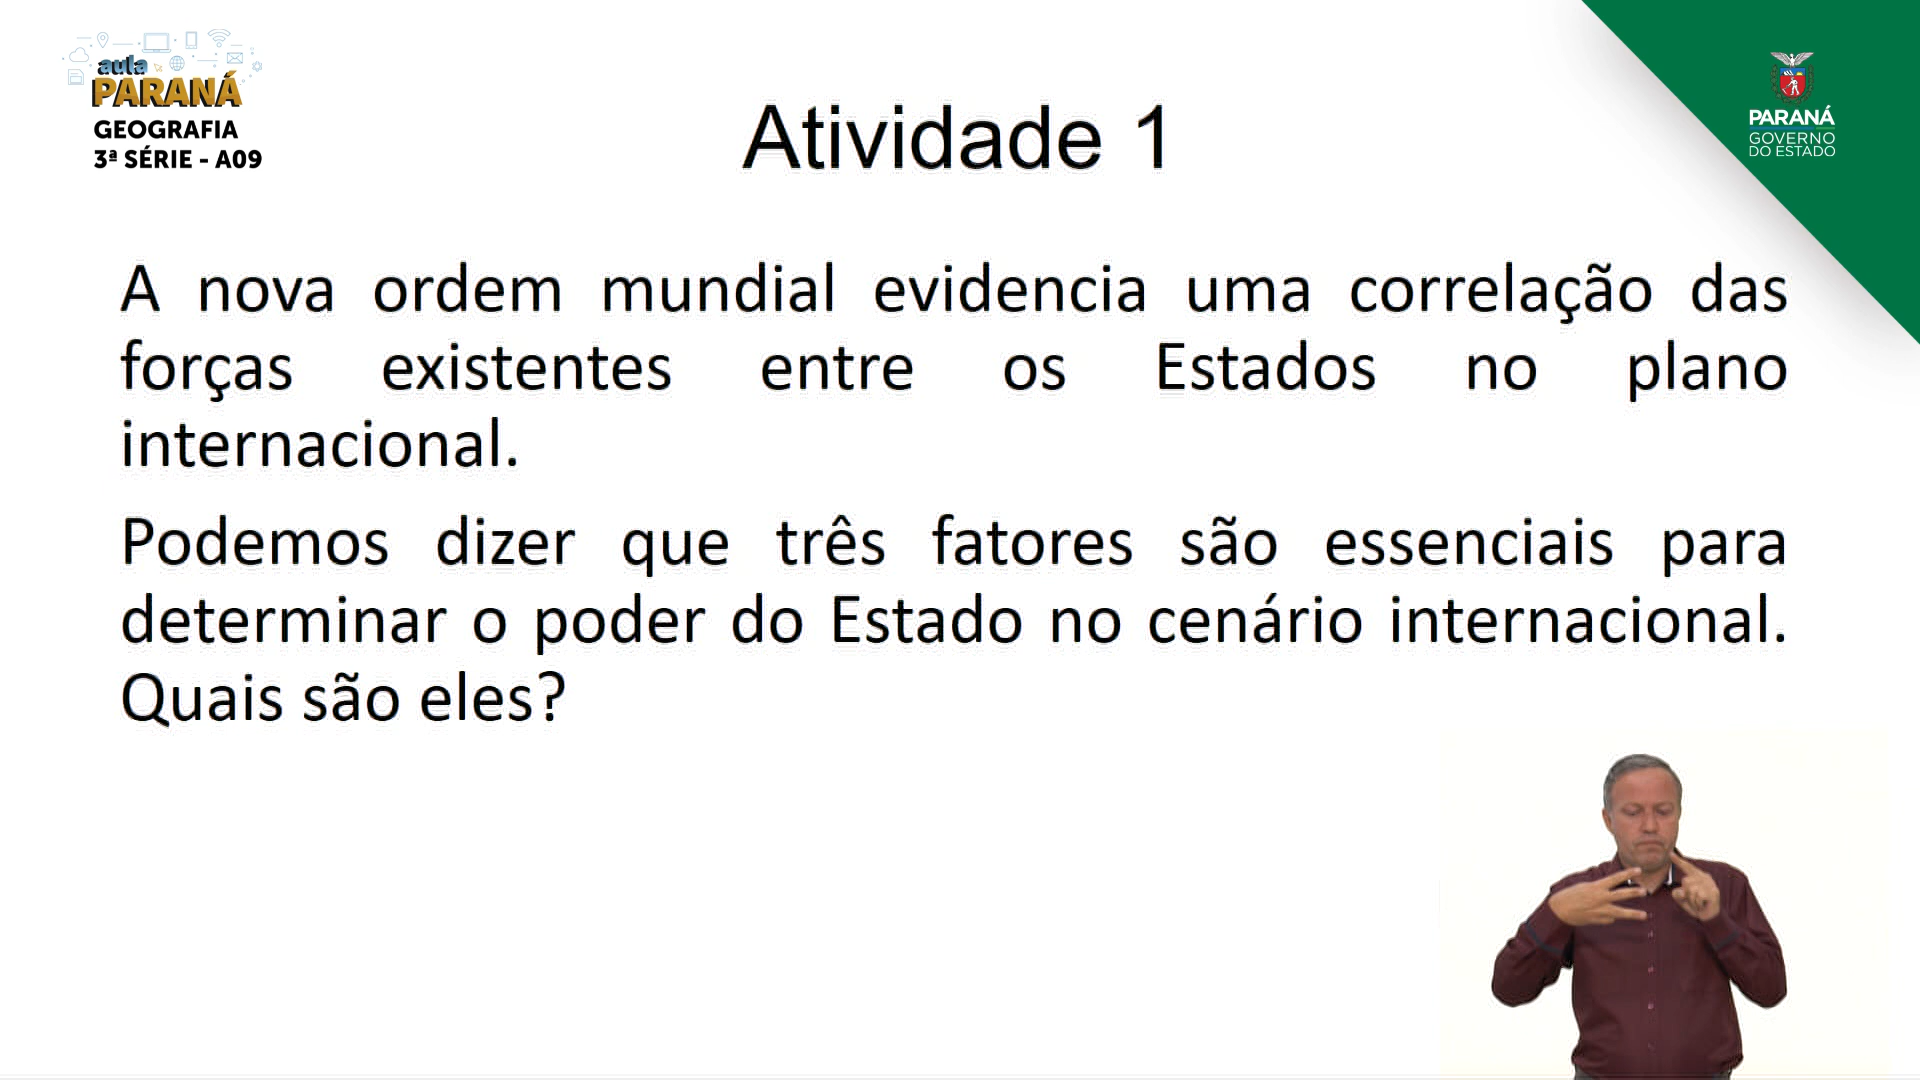 aula
PARANÁ
GEOGRAFIA
3ª SÉRIE - A09
PARANÁ
GOVERNO
DO ESTADO
Atividade 1
A nova ordem mundial evidencia uma correlação das
forças existentes entre os Estados no plano
internacional.
Podemos dizer que três fatores são essenciais para
determinar o poder do Estado no cenário internacional.
Quais são eles?